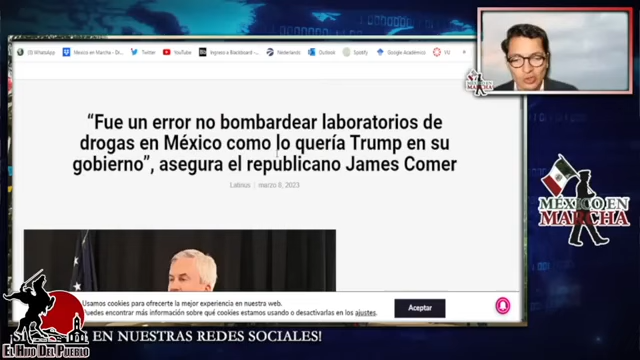 (3) WhatsApp
México en Marcha - Di...
Twitter
YouTube
Ingreso a Blackboard -...
Nederlands
Outlook
Spotify
Google Académico
VU
»
“Fue un error no bombardear laboratorios de
drogas en México como lo quería Trump en su
gobierno”, asegura el republicano James Comer
Latinus | marzo 8, 2023
Usamos cookies para ofrecerte la mejor experiencia en nuestra web.
Puedes encontrar más información sobre qué cookies estamos usando o desactivarlas en los ajustes.
Aceptar
MÉXICO EN
MARCHA
MÉXICO EN
MARCHA
EL HIJO DEL PUEBLO
EN NUESTRAS REDES SOCIALES!